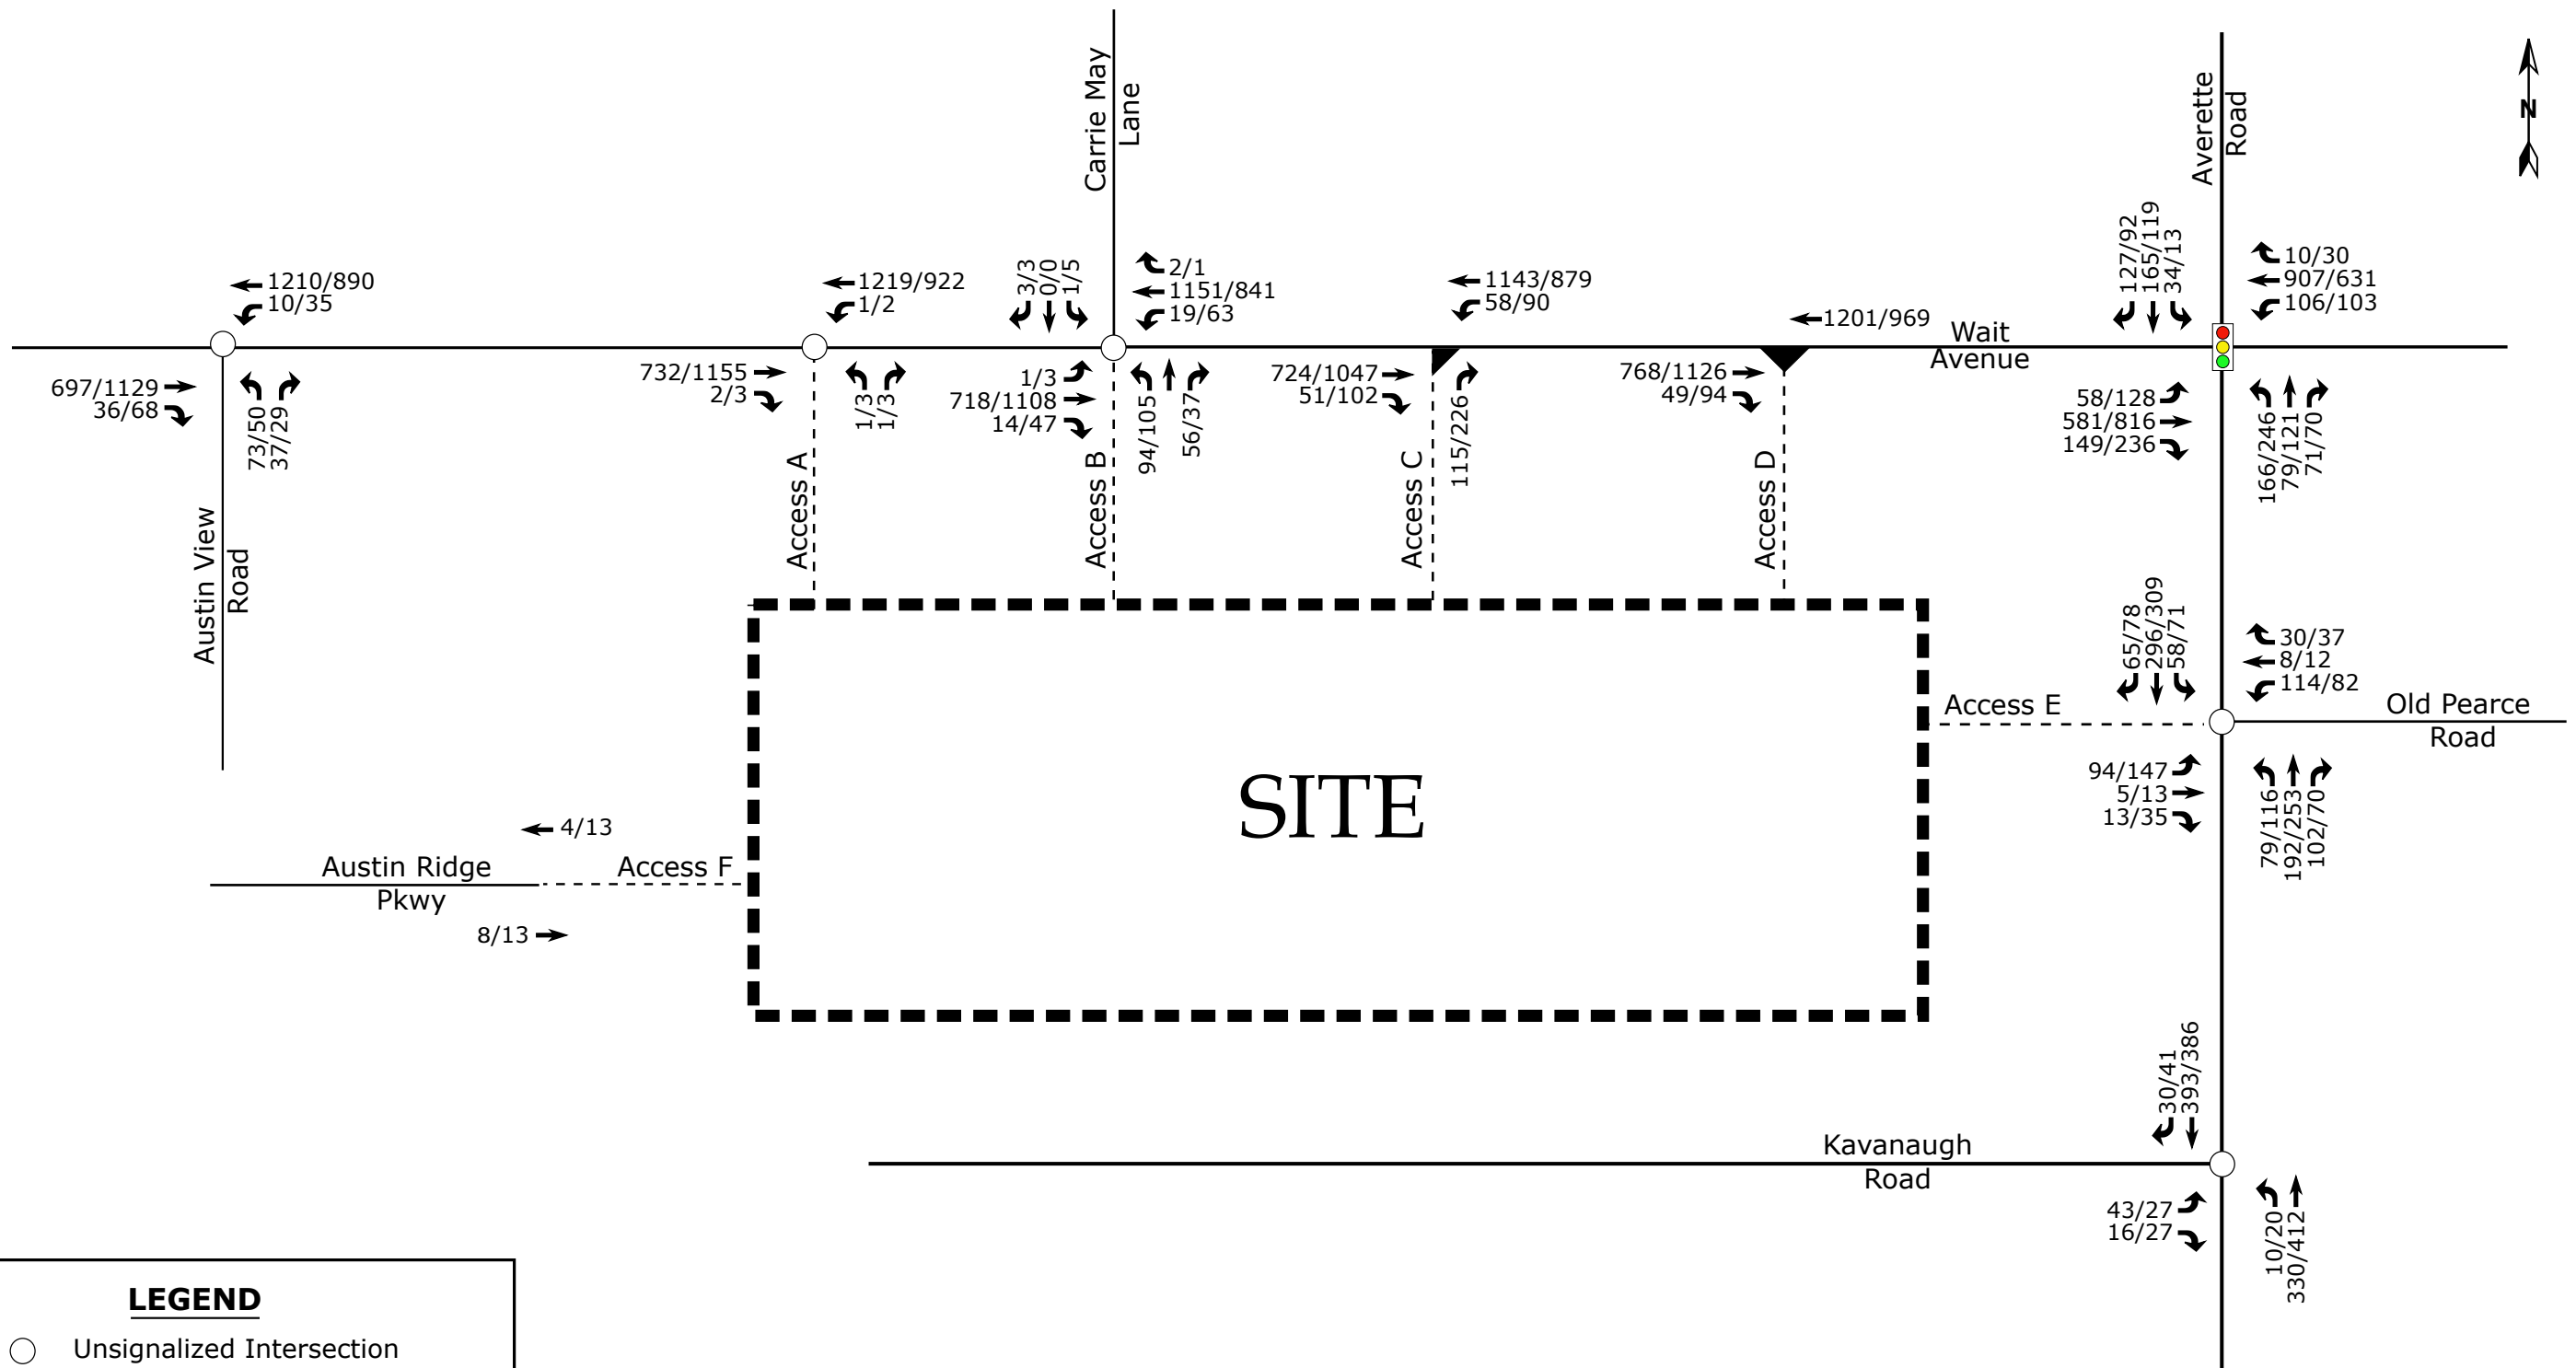 Carrie May
Lane
Averette
Road
N
1210/890
10/35
1219/922
1/2
3/3
0/0
1/5
2/1
1151/841
19/63
1143/879
58/90
1201/969
Wait
Avenue
127/92
165/119
34/13
10/30
907/631
106/103
697/1129
36/68
73/50
37/29
732/1155
2/3
1/3
1/3
1/3
718/1108
14/47
94/105
56/37
724/1047
51/102
115/226
768/1126
49/94
58/128
581/816
149/236
166/246
79/121
71/70
Austin View
Road
Access A
Access B
Access C
Access D
65/78
296/309
58/71
30/37
8/12
114/82
Access E
Old Pearce
Road
SITE
94/147
5/13
13/35
79/116
192/253
102/70
4/13
Austin Ridge
Pkwy
Access F
8/13
30/41
393/386
Kavanaugh
Road
43/27
16/27
10/20
330/412
LEGEND
Unsignalized Intersection